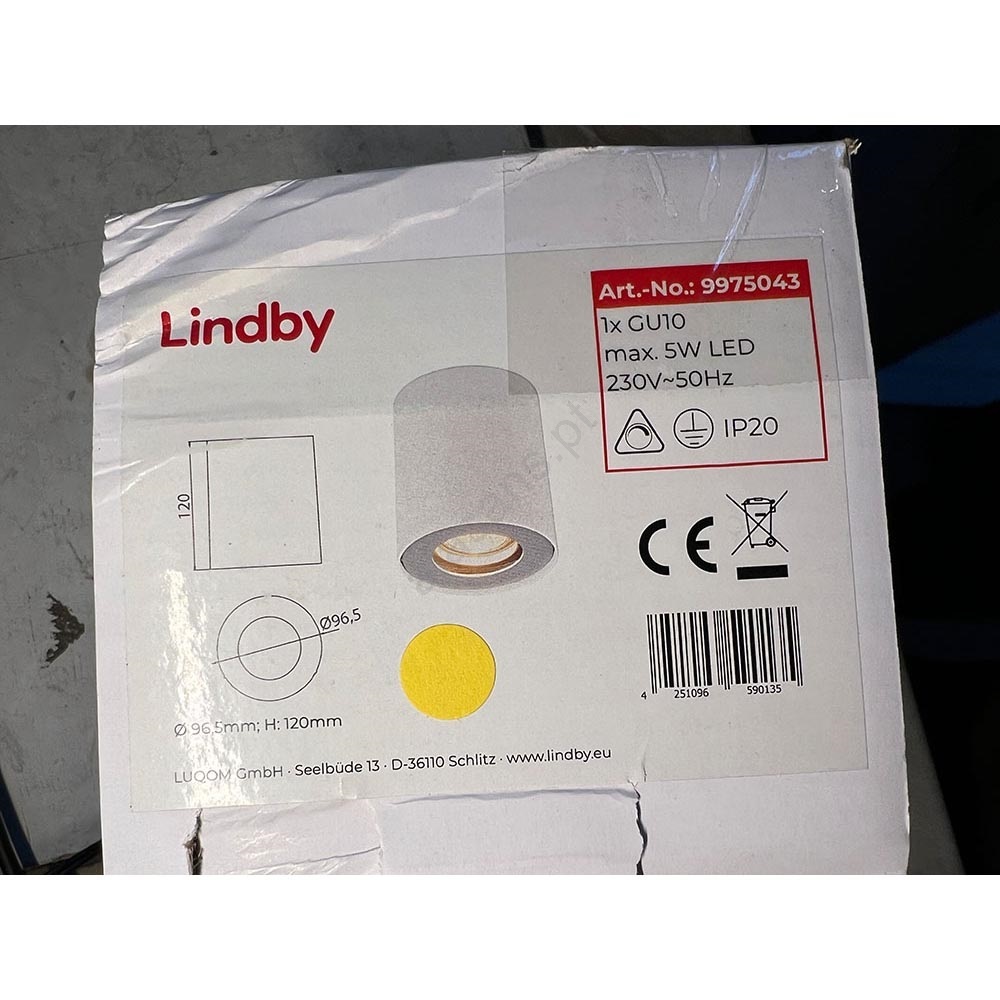 Lindby
Art.-No.: 9975043
1x GU10
max. 5W LED
230V~50Hz
IP20
120
Ø96,5
CE
4 251096 590135
Ø 96,5mm; H: 120mm
LUQOM GmbH · Seelbüde 13 · D-36110 Schlitz · www.lindby.eu